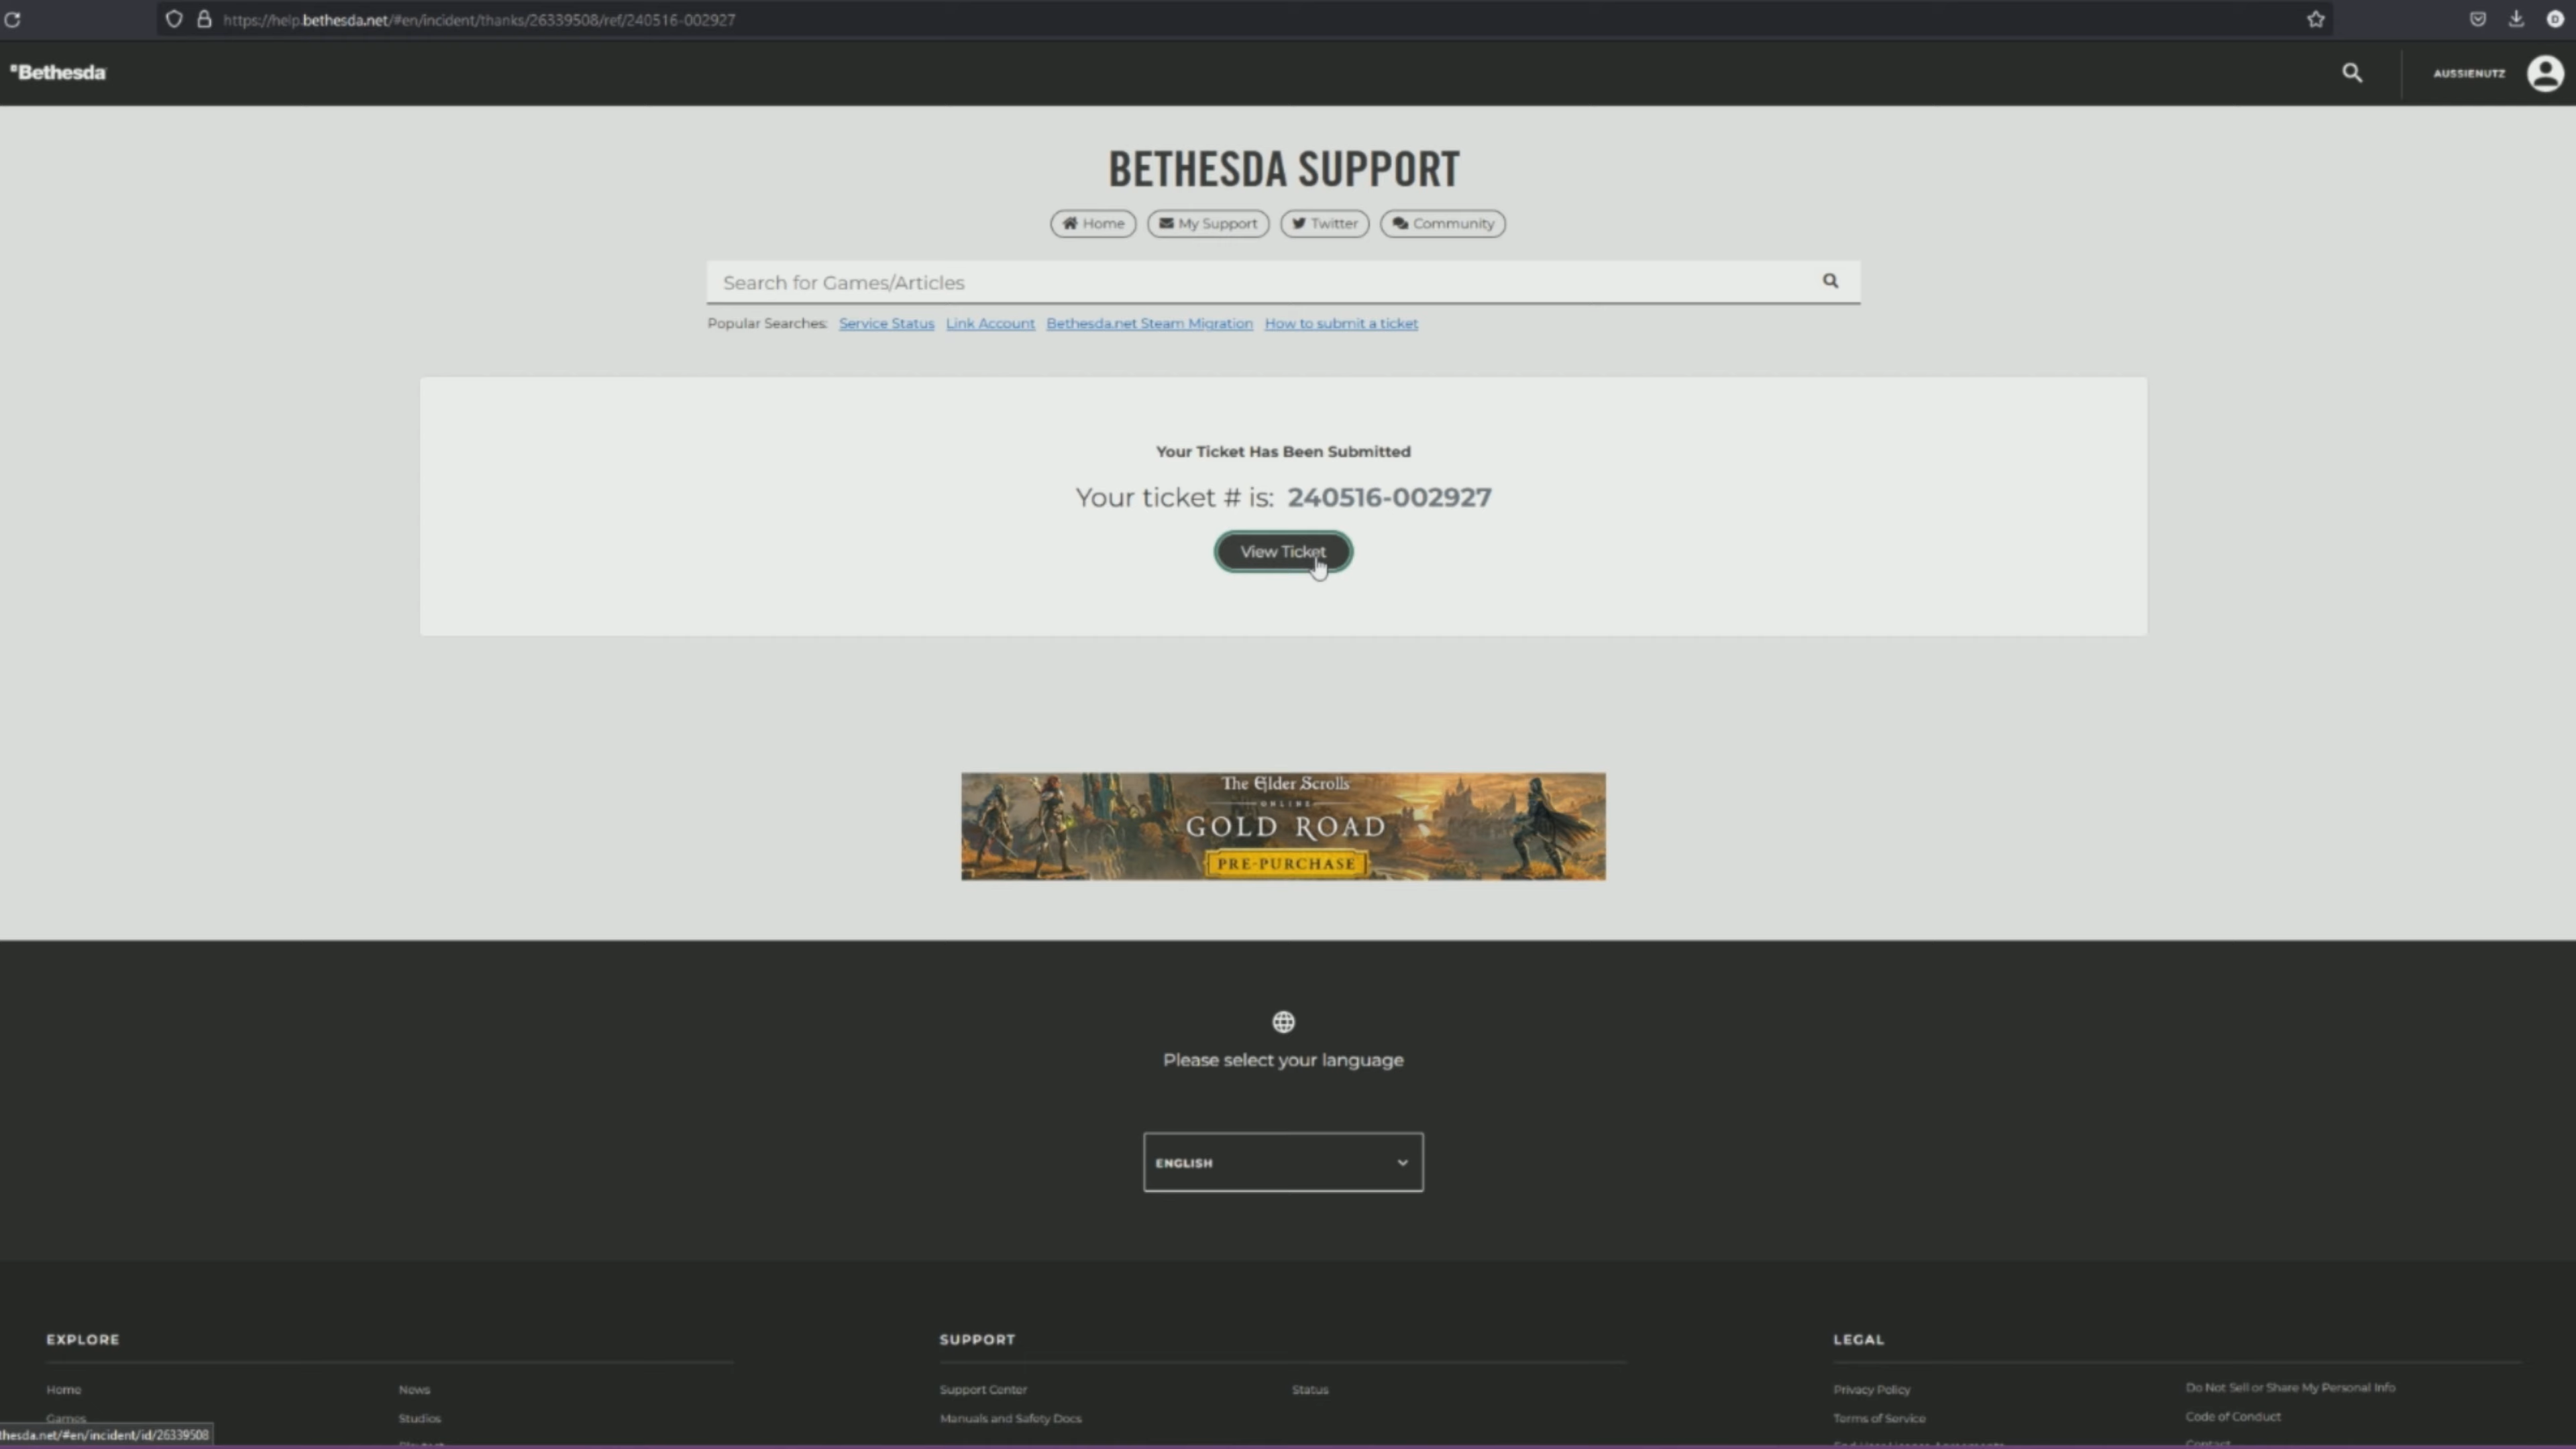 https://help.bethesda.net/#en/incident/thanks/26339508/ref/240516-002927
Bethesda
AUSSIENUTZ
BETHESDA SUPPORT
Home
My Support
Twitter
Community
Search for Games/Articles
Popular Searches: Service Status Link Account Bethesda.net Steam Migration How to submit a ticket
Your Ticket Has Been Submitted
Your ticket # is: 240516-002927
View Ticket
The Elder Scrolls
ONLINE
GOLD ROAD
PRE-PURCHASE
Please select your language
ENGLISH
EXPLORE
Home
News
Games
Studios
SUPPORT
Support Center
Status
Manuals and Safety Docs
LEGAL
Privacy Policy
Do Not Sell or Share My Personal Info
Terms of Service
Code of Conduct
thesda.net/#en/incident/id/26339508